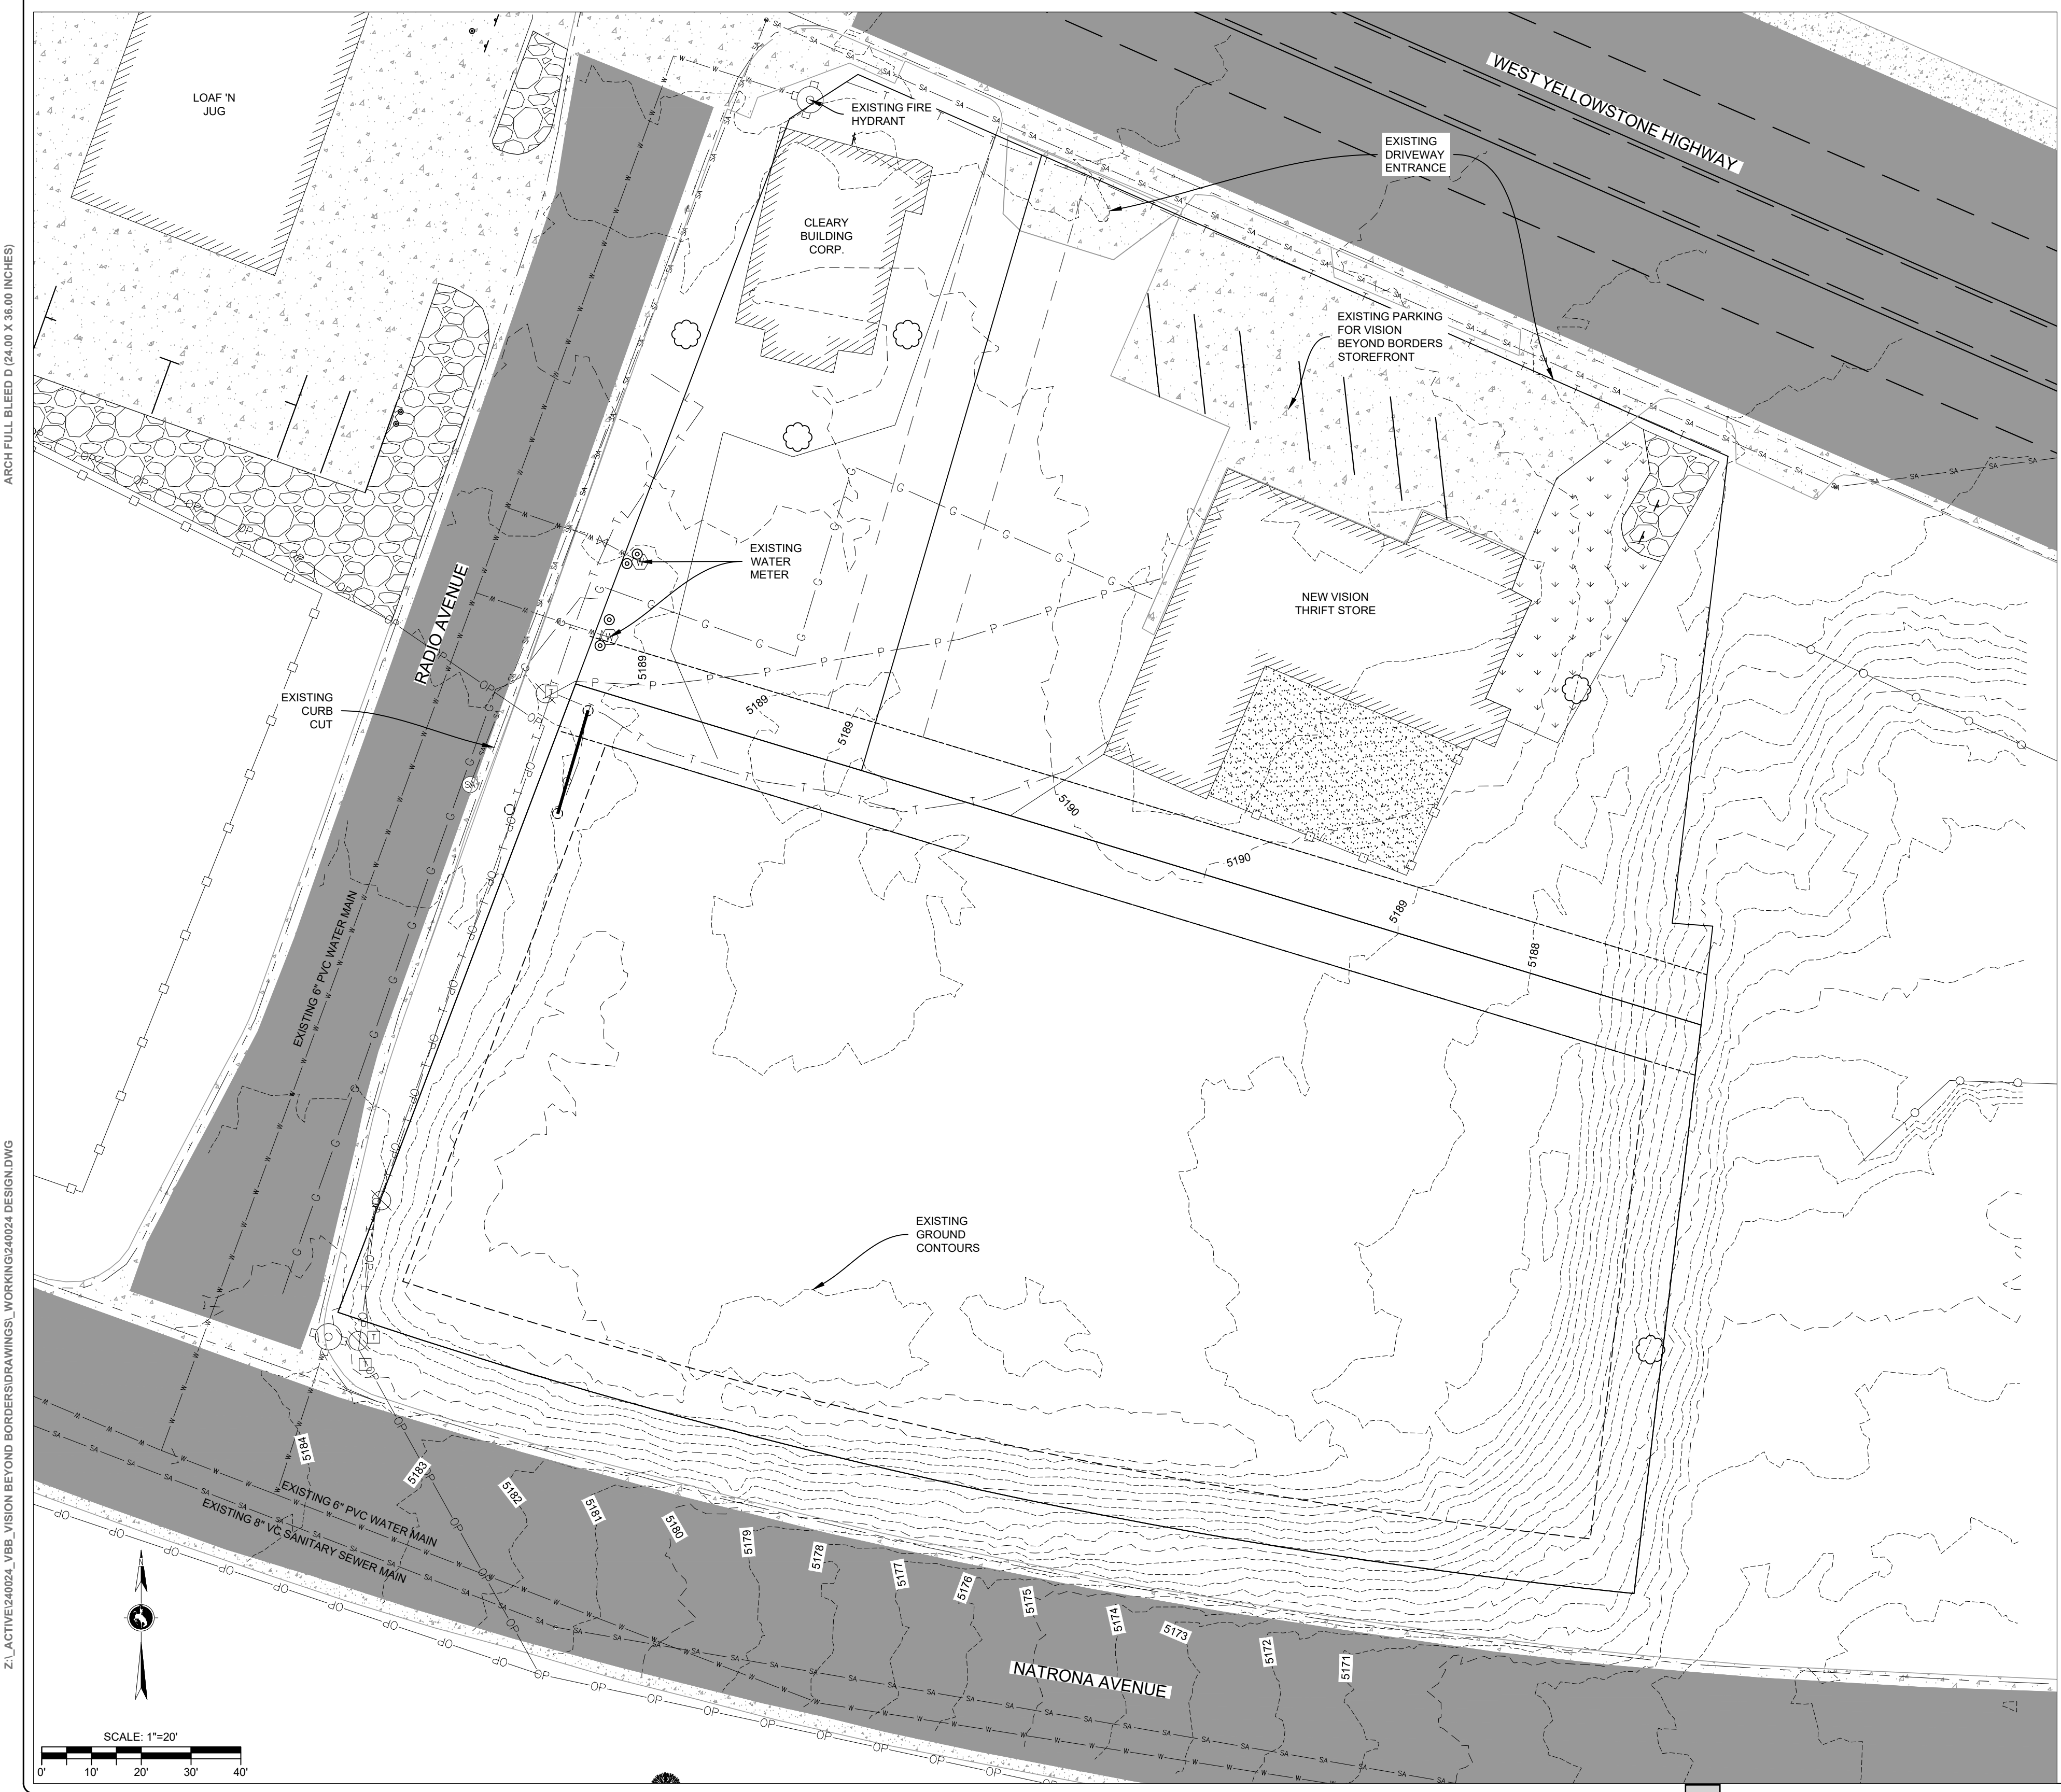 LOAF 'N
JUG
WEST YELLOWSTONE HIGHWAY
EXISTING FIRE
HYDRANT
EXISTING
DRIVEWAY
ENTRANCE
CLEARY
BUILDING
CORP.
ARCH FULL BLEED D (24.00 X 36.00 INCHES)
EXISTING PARKING
FOR VISION
BEYOND BORDERS
STOREFRONT
EXISTING
WATER
METER
RADIO AVENUE
NEW VISION
THRIFT STORE
5189
5189
5189
EXISTING
CURB
CUT
5190
5190
5189
5188
EXISTING 6" PVC WATER MAIN
EXISTING
GROUND
CONTOURS
Z:\_ACTIVE\240024_VBB_VISION BEYOND BORDERS\DRAWINGS\_WORKING\240024 DESIGN.DWG
5184
5183
5182
5181
5180
5179
5178
5177
5176
5175
5174
5173
5172
5171
EXISTING 6" PVC WATER MAIN
EXISTING 8" VC SANITARY SEWER MAIN
NATRONA AVENUE
N
SCALE: 1"=20'
0' 10' 20' 30' 40'